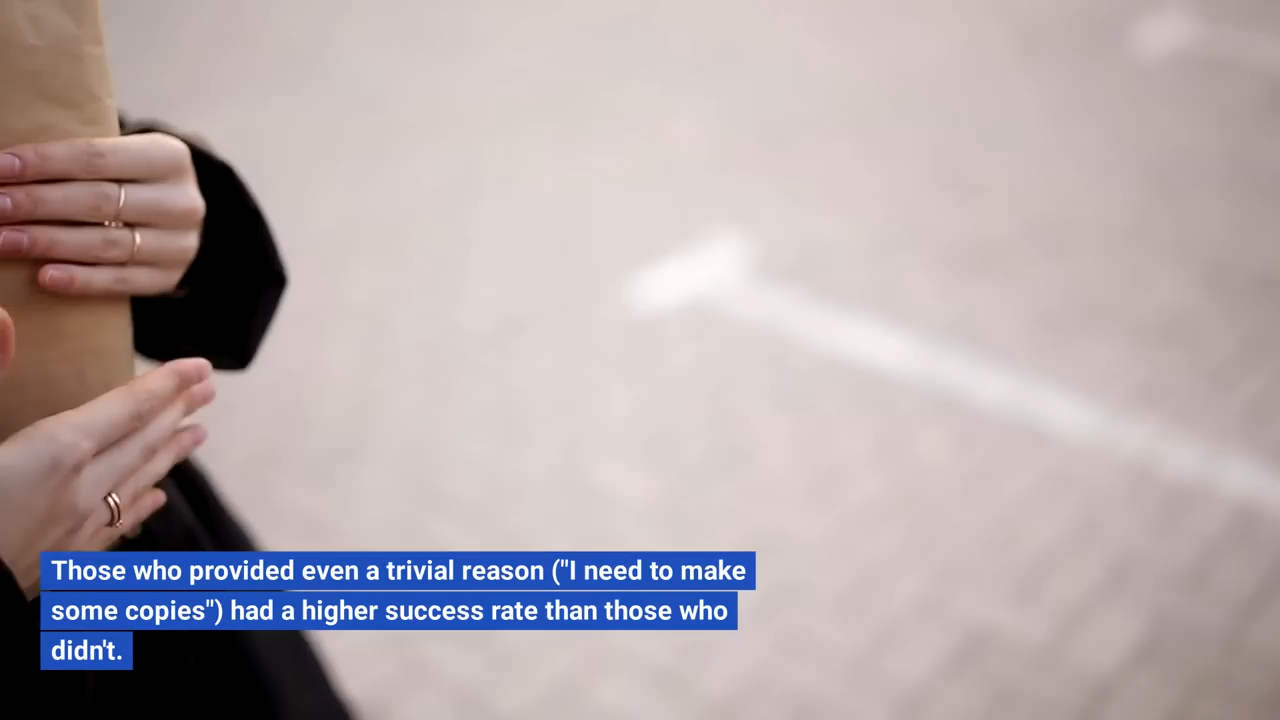 Those who provided even a trivial reason ("I need to make
some copies") had a higher success rate than those who
didn't.